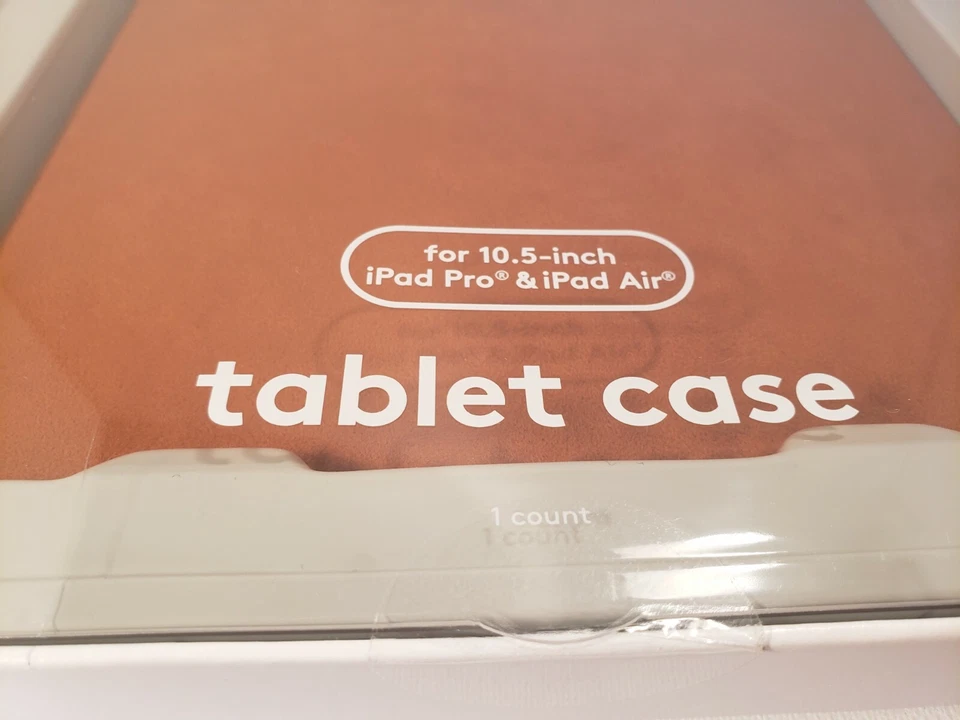 for 10.5-inch
iPad Pro® & iPad Air®
tablet case
1 count